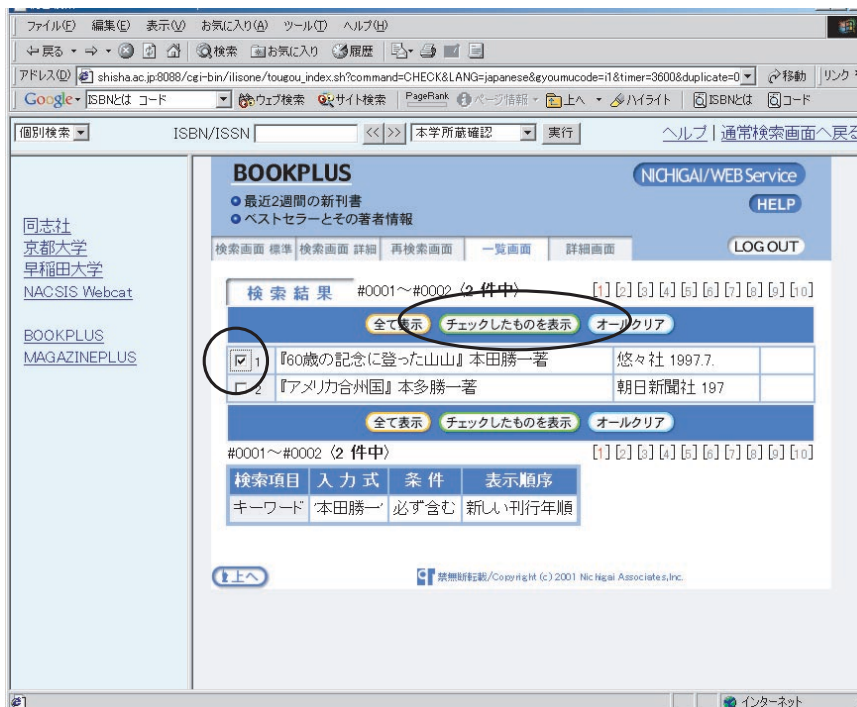 ファイル(F) 編集(E) 表示(V) お気に入り(A) ツール(T) ヘルプ(H)
戻る 検索 お気に入り 履歴
アドレス(D) shisha.ac.jp:8088/cgi-bin/ilisone/tougou_index.sh?command=CHECK&LANG=japanese&gyoumucode=i1&timer=3600&duplicate=0 移動 リンク
Google ISBNとは コード ウェブ検索 サイト検索 PageRank ページ情報 上へ ハイライト ISBNとは コード
個別検索 ISBN/ISSN << >> 本学所蔵確認 実行 ヘルプ | 通常検索画面へ戻る
同志社
京都大学
早稲田大学
NACSIS Webcat
BOOKPLUS
MAGAZINEPLUS
BOOKPLUS NICHIGAI/WEB Service
最近2週間の新刊書 HELP
ベストセラーとその著者情報
検索画面 標準 検索画面 詳細 再検索画面 一覧画面 詳細画面 LOG OUT
検索結果 #0001～#0002 〈2 件中〉 [1] [2] [3] [4] [5] [6] [7] [8] [9] [10]
全て表示 チェックしたものを表示 オールクリア
1 『60歳の記念に登った山山』 本田勝一著 悠々社 1997.7.
2 『アメリカ合州国』 本多勝一著 朝日新聞社 197
全て表示 チェックしたものを表示 オールクリア
#0001～#0002 〈2 件中〉 [1] [2] [3] [4] [5] [6] [7] [8] [9] [10]
検索項目 入力式 条件 表示順序
キーワード '本田勝一' 必ず含む 新しい刊行年順
上へ 禁無断転載/Copyright (c) 2001 Nichigai Associates,Inc.
インターネット